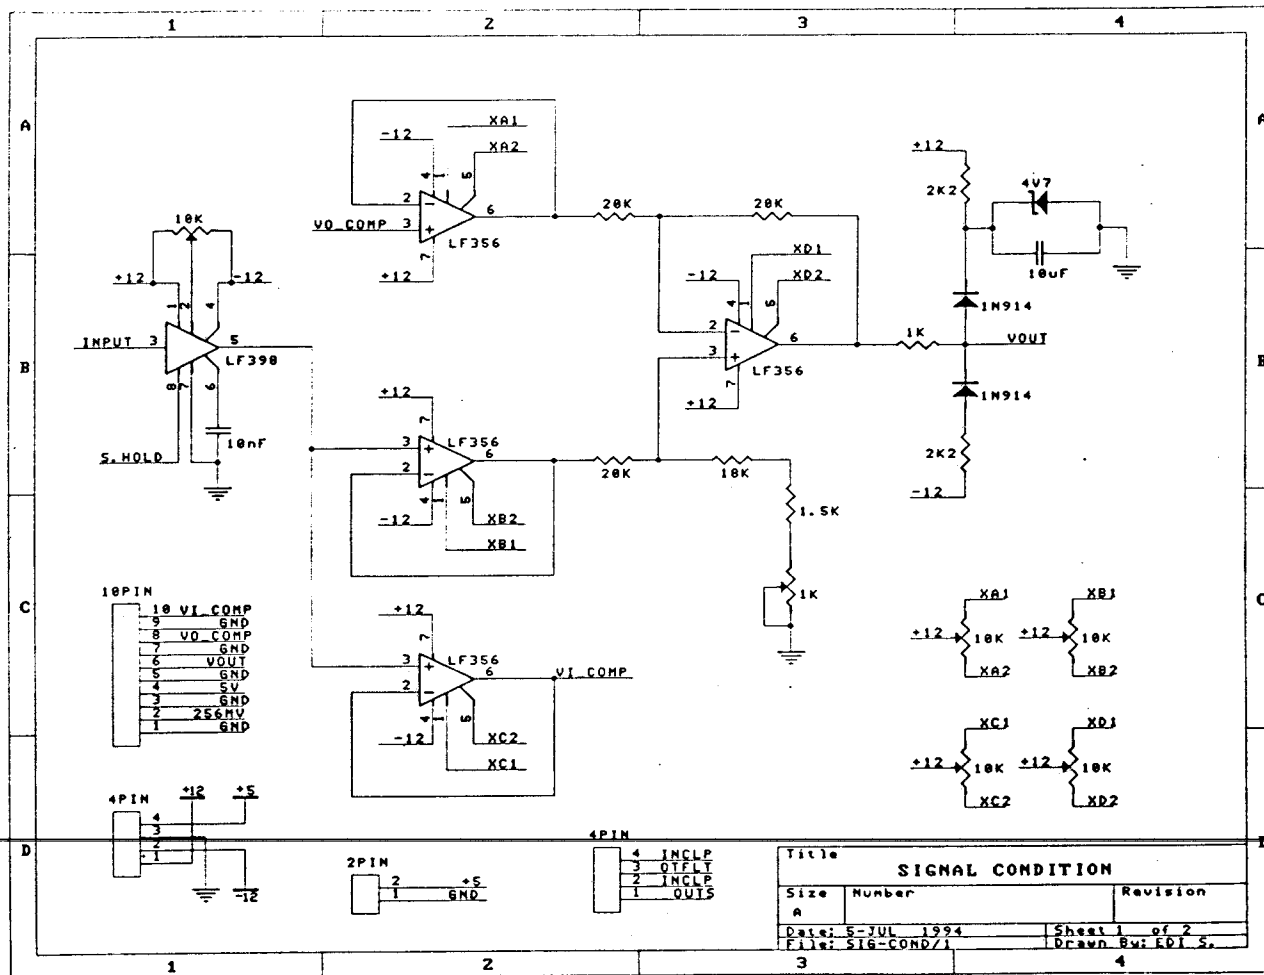 1 2 3 4
A A
XA1
-12
XA2
4 1 5
+12
4V7
2K2
10K
2
20K
20K
6
VO_COMP 3
LF356
XD1
7
+12
-12
XD2
10uF
+12
-12
1 2 4
4 1 5
1N914
INPUT 3
5
2
6
1K
VOUT
LF398
3
LF356
B
8 7 6
7
+12
+12
1N914
7
10nF
3
LF356
6
S.HOLD
2
20K
18K
2K2
4 1 5
-12
-12
XB2
1.5K
XB1
10PIN
1K
C
10 VI_COMP
9 GND
8 VO_COMP
7 GND
6 VOUT
5 GND
4 5V
3 GND
2 256MV
1 GND
+12
7
3
LF356
6
VI_COMP
2
4 1 5
-12
XC2
XC1
XA1 XB1
+12 10K +12 10K
XA2 XB2
XC1 XD1
+12 10K +12 10K
XC2 XD2
4PIN
+12
+5
4
3
2
1
-12
D
2PIN
2 +5
1 GND
4PIN
4 INCLP
3 OTFLT
2 INCLP
1 OUTS
Title
SIGNAL CONDITION
Size Number Revision
A
Date: 5-JUL 1994 Sheet 1 of 2
File: SIG-COND/1 Drawn By: EDI S.
1 2 3 4